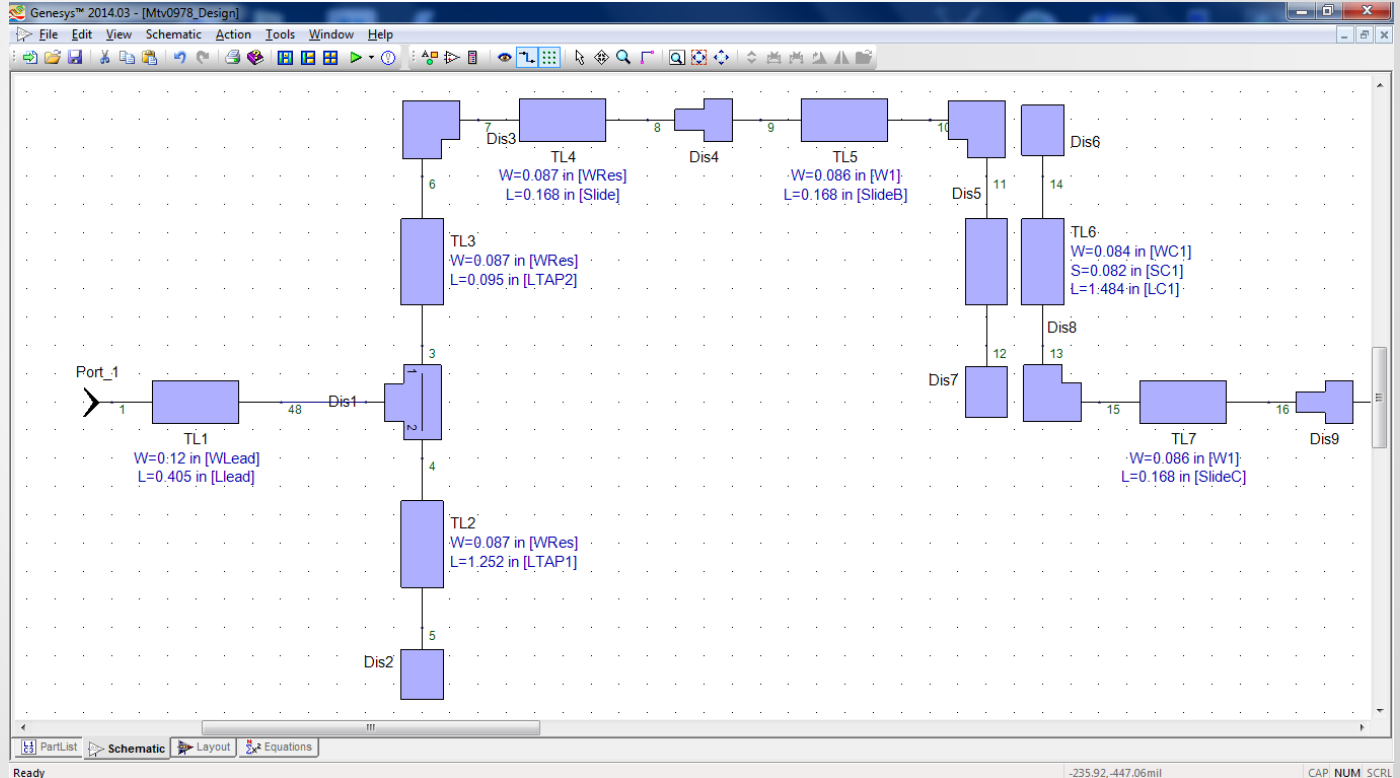 Genesys™ 2014.03 - [Mtv0978_Design]
File Edit View Schematic Action Tools Window Help
7
Dis3
8
9
10
Dis6
TL4
W=0.087 in [WRes]
L=0.168 in [Slide]
Dis4
TL5
W=0.086 in [W1]
L=0.168 in [SlideB]
6
11
14
Dis5
TL3
W=0.087 in [WRes]
L=0.095 in [LTAP2]
TL6
W=0.084 in [WC1]
S=0.082 in [SC1]
L=1.484 in [LC1]
Dis8
3
12
13
Port_1
1
48
Dis1
1
2
Dis7
15
16
TL1
W=0.12 in [WLead]
L=0.405 in [Llead]
TL7
W=0.086 in [W1]
L=0.168 in [SlideC]
Dis9
4
TL2
W=0.087 in [WRes]
L=1.252 in [LTAP1]
5
Dis2
PartList Schematic Layout Equations
Ready -235.92,-447.06mil CAP NUM SCRL